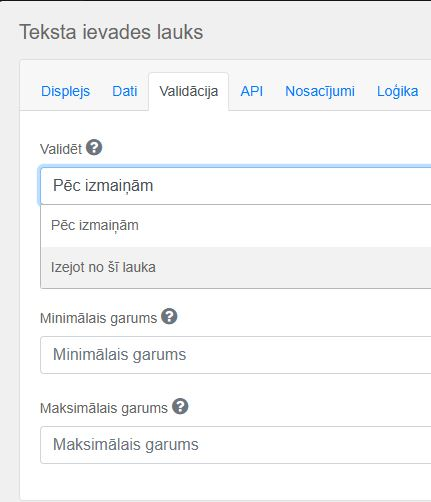 Teksta ievades lauks
Displejs Dati Validācija API Nosacījumi Loģika
Validēt ?
Pēc izmaiņām
Pēc izmaiņām
Izejot no šī lauka
Minimālais garums ?
Minimālais garums
Maksimālais garums ?
Maksimālais garums